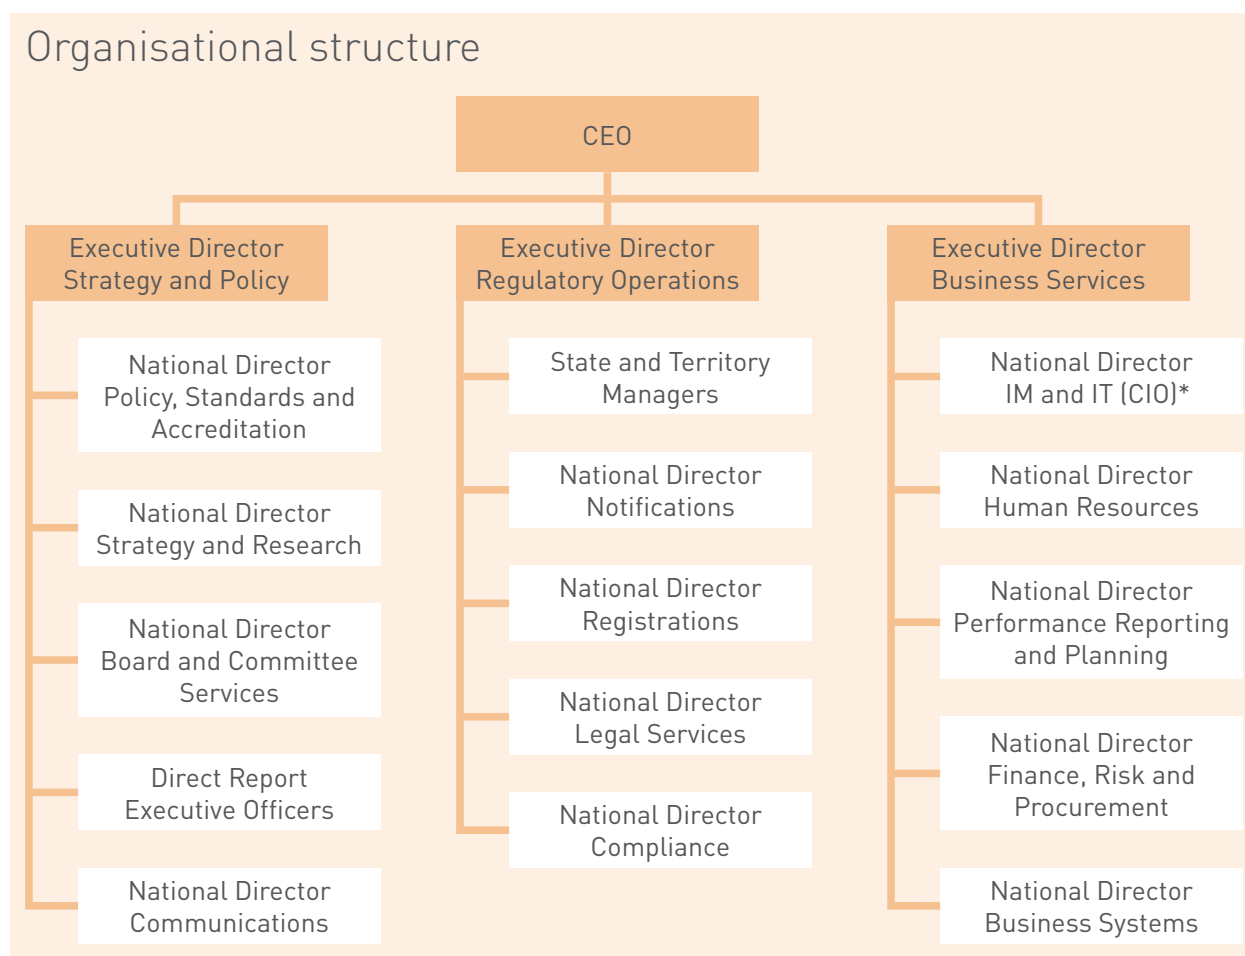 Organisational structure
CEO
Executive Director
Strategy and Policy
National Director
Policy, Standards and
Accreditation
National Director
Strategy and Research
National Director
Board and Committee
Services
Direct Report
Executive Officers
National Director
Communications
Executive Director
Regulatory Operations
State and Territory
Managers
National Director
Notifications
National Director
Registrations
National Director
Legal Services
National Director
Compliance
Executive Director
Business Services
National Director
IM and IT (CIO)*
National Director
Human Resources
National Director
Performance Reporting
and Planning
National Director
Finance, Risk and
Procurement
National Director
Business Systems